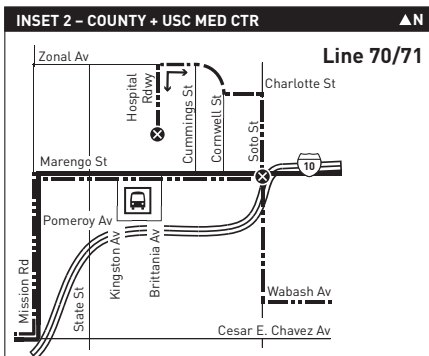 INSET 2 – COUNTY + USC MED CTR
▲N
Line 70/71
Zonal Av
Hospital
Rdwy
Cummings St
Cornwell St
Soto St
Charlotte St
Marengo St
10
Pomeroy Av
Mission Rd
State St
Kingston Av
Brittania Av
Wabash Av
Cesar E. Chavez Av